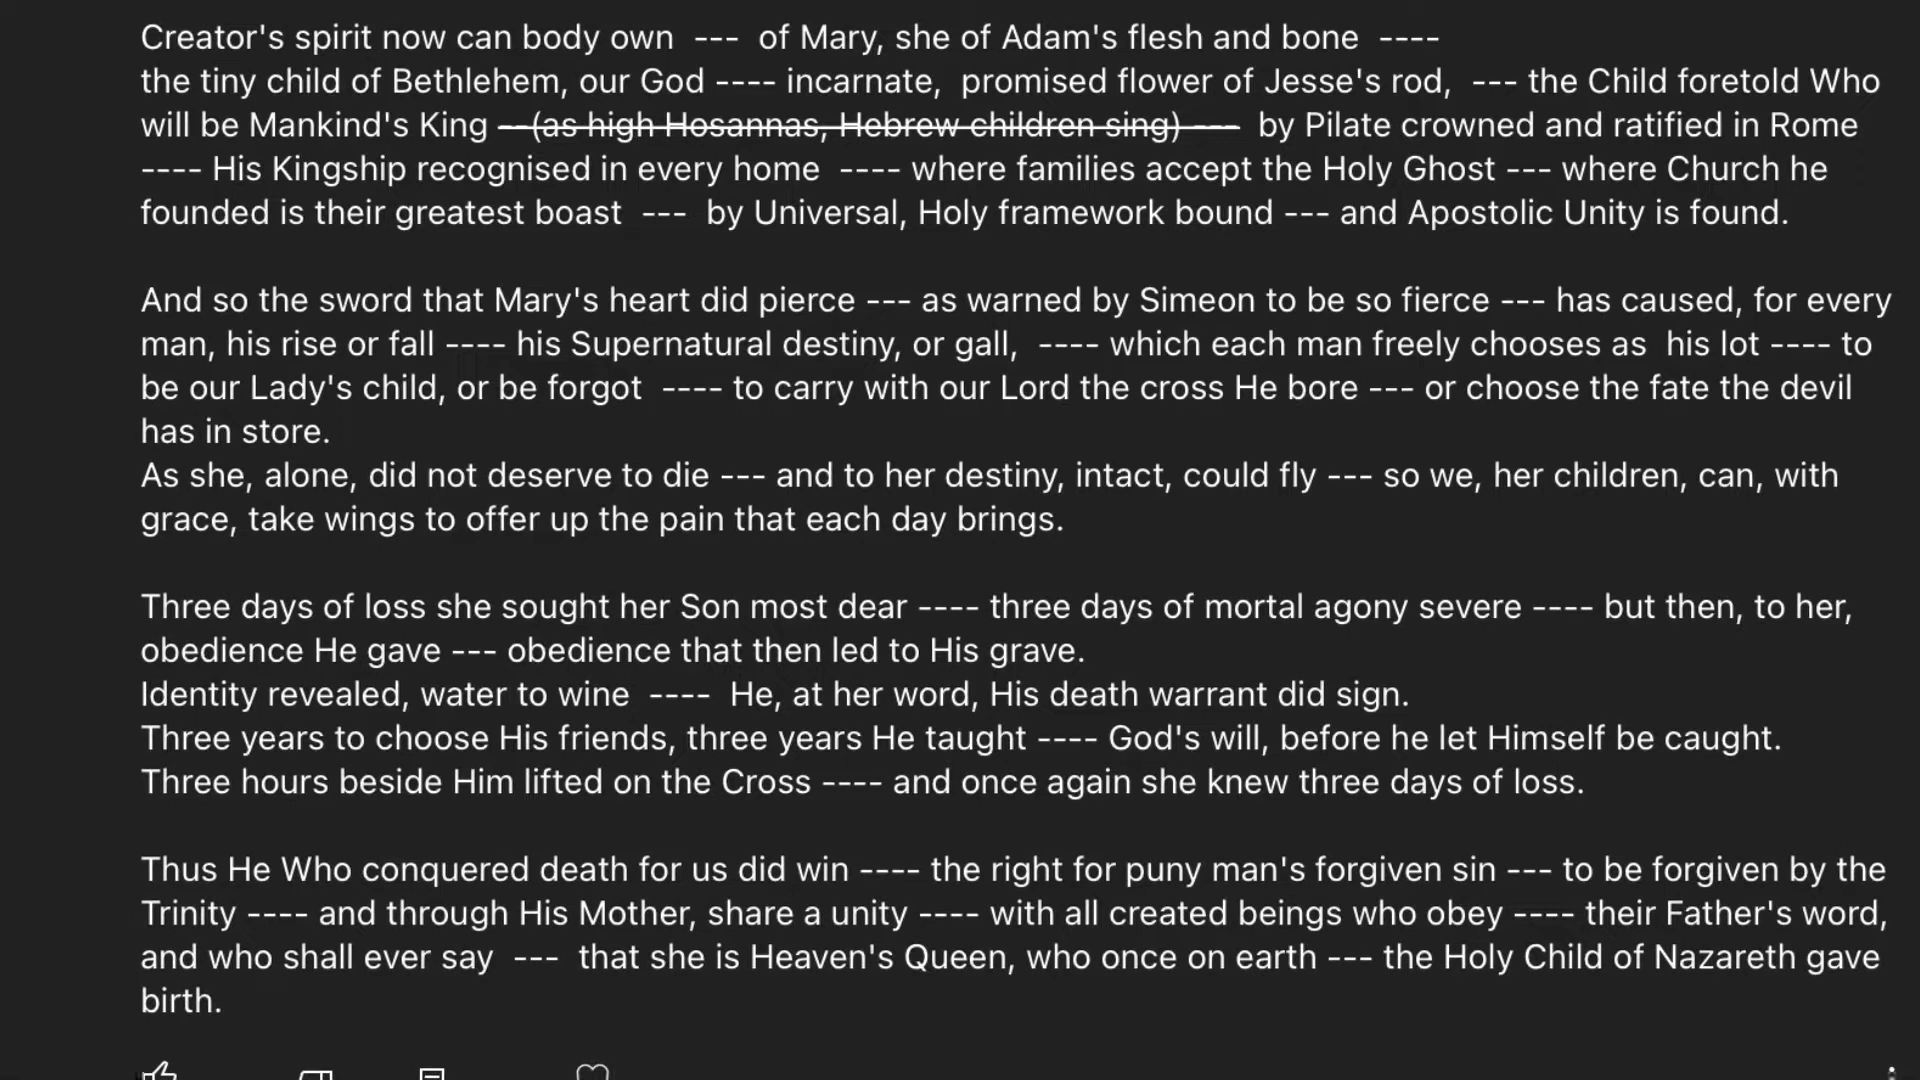 Creator's spirit now can body own  ---  of Mary, she of Adam's flesh and bone  ----
the tiny child of Bethlehem, our God ---- incarnate,  promised flower of Jesse's rod,  --- the Child foretold Who
will be Mankind's King --(as high Hosannas, Hebrew children sing) ---  by Pilate crowned and ratified in Rome
---- His Kingship recognised in every home  ---- where families accept the Holy Ghost --- where Church he
founded is their greatest boast  ---  by Universal, Holy framework bound --- and Apostolic Unity is found.

And so the sword that Mary's heart did pierce --- as warned by Simeon to be so fierce --- has caused, for every
man, his rise or fall ---- his Supernatural destiny, or gall,  ---- which each man freely chooses as  his lot ---- to
be our Lady's child, or be forgot  ---- to carry with our Lord the cross He bore --- or choose the fate the devil
has in store.
As she, alone, did not deserve to die --- and to her destiny, intact, could fly --- so we, her children, can, with
grace, take wings to offer up the pain that each day brings.

Three days of loss she sought her Son most dear ---- three days of mortal agony severe ---- but then, to her,
obedience He gave --- obedience that then led to His grave.
Identity revealed, water to wine  ----  He, at her word, His death warrant did sign.
Three years to choose His friends, three years He taught ---- God's will, before he let Himself be caught.
Three hours beside Him lifted on the Cross ---- and once again she knew three days of loss.

Thus He Who conquered death for us did win ---- the right for puny man's forgiven sin --- to be forgiven by the
Trinity ---- and through His Mother, share a unity ---- with all created beings who obey ---- their Father's word,
and who shall ever say  ---  that she is Heaven's Queen, who once on earth --- the Holy Child of Nazareth gave
birth.